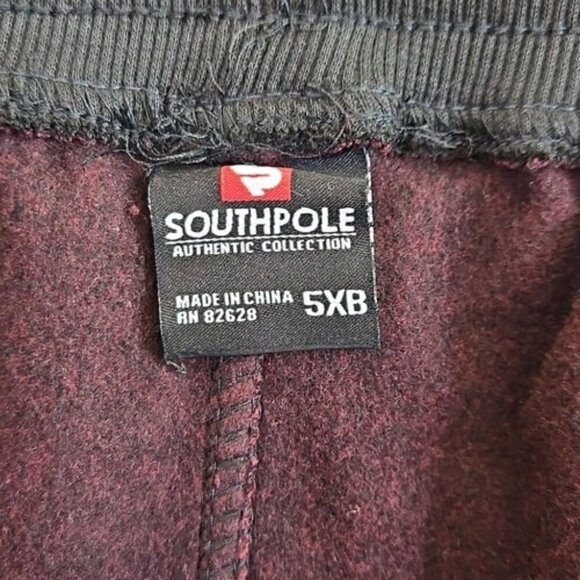 SOUTHPOLE
AUTHENTIC COLLECTION
MADE IN CHINA
RN 82628
5XB